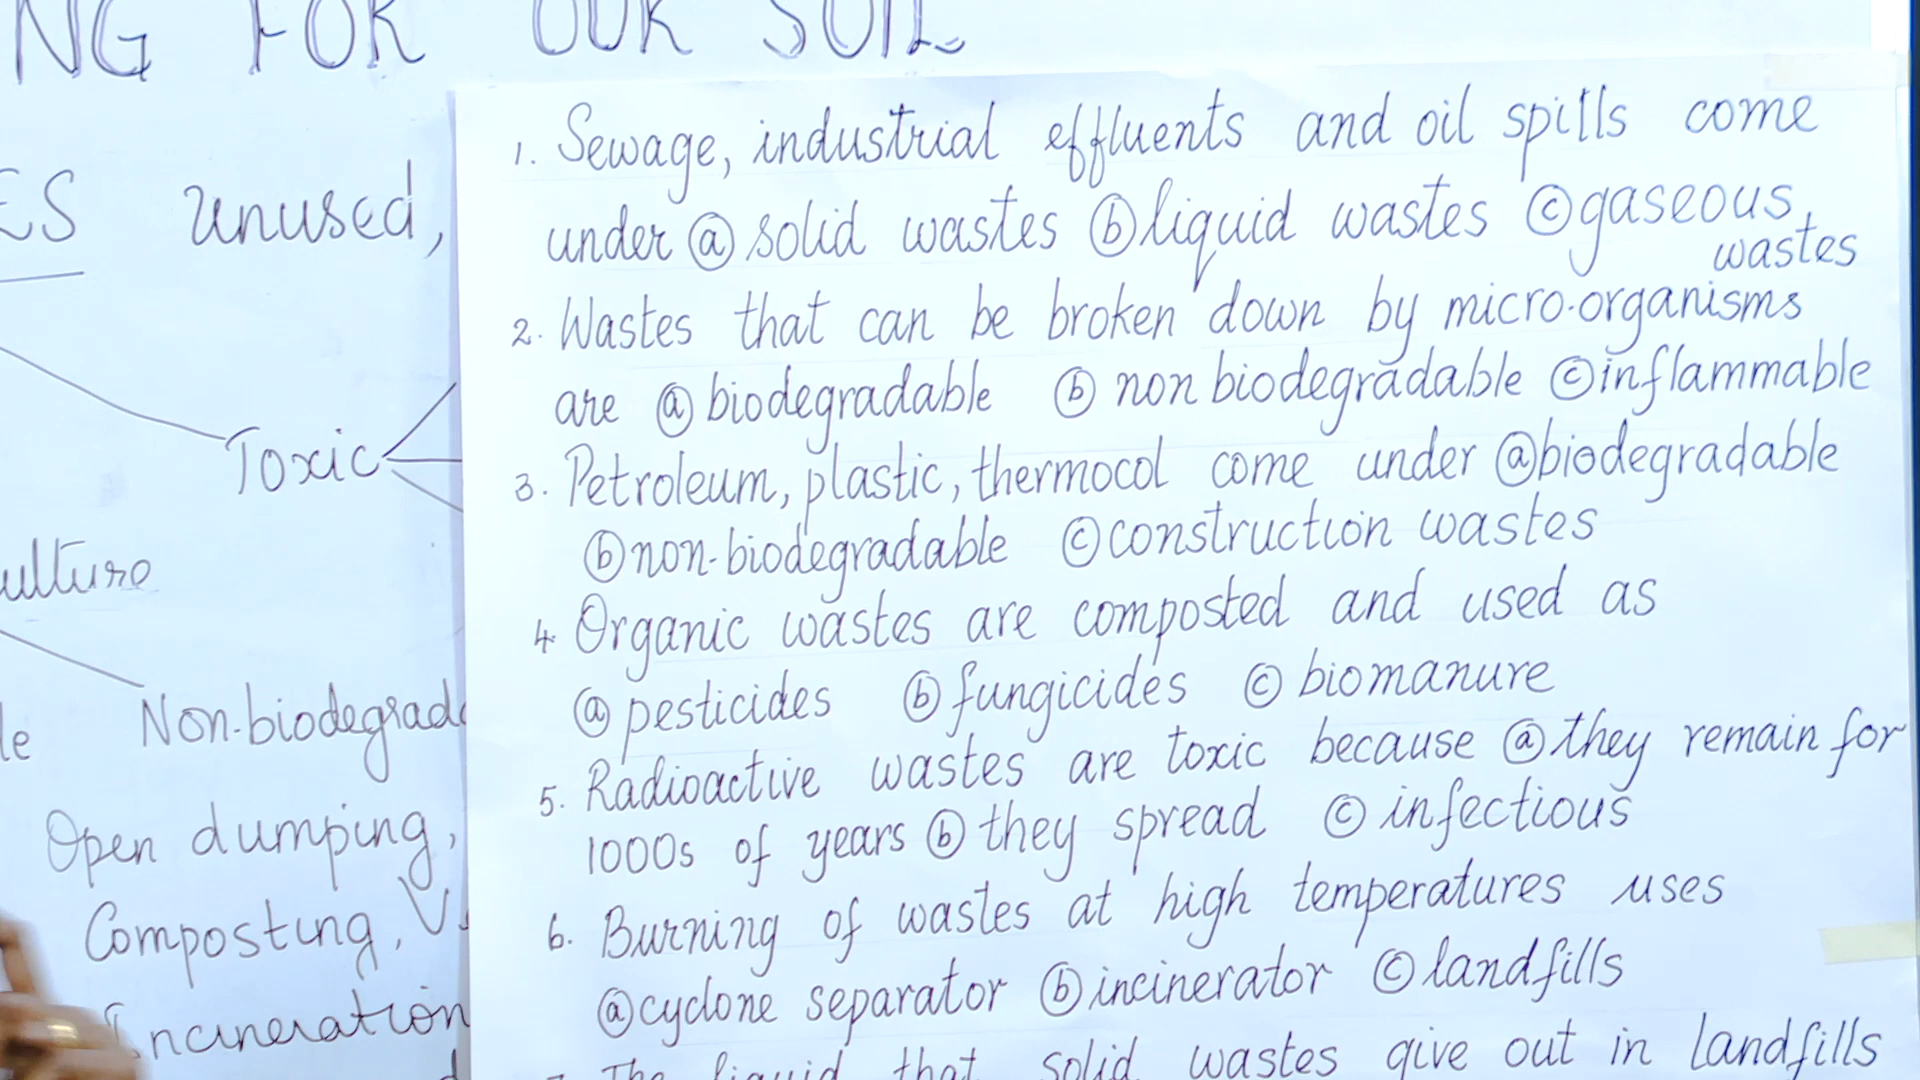 NG FOR OUR SOIL
ES unused,
Toxic
ulture
le Non-biodegrad
Open dumping,
Composting, V
Incineration
1. Sewage, industrial effluents and oil spills come
under ⓐ solid wastes ⓑ liquid wastes ⓒ gaseous
wastes
2. Wastes that can be broken down by micro-organisms
are ⓐ biodegradable ⓑ non biodegradable ⓒ inflammable
3. Petroleum, plastic, thermocol come under ⓐ biodegradable
ⓑ non-biodegradable ⓒ construction wastes
4. Organic wastes are composted and used as
ⓐ pesticides ⓑ fungicides ⓒ biomanure
5. Radioactive wastes are toxic because ⓐ they remain for
1000s of years ⓑ they spread ⓒ infectious
6. Burning of wastes at high temperatures uses
ⓐ cyclone separator ⓑ incinerator ⓒ landfills
7. The liquid that solid wastes give out in landfills